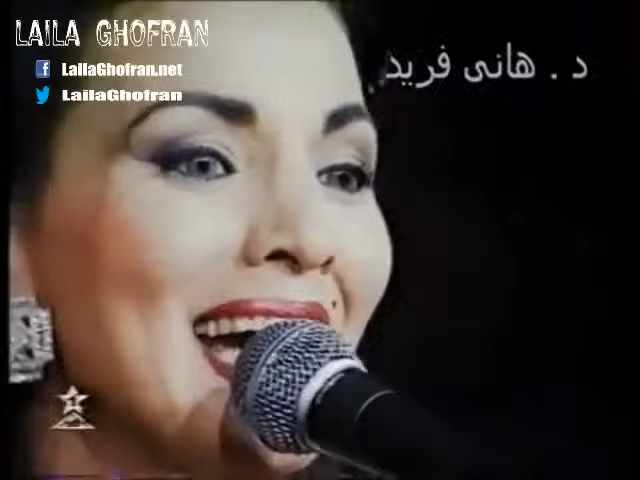 LAILA GHOFRAN
LailaGhofran.net
LailaGhofran
د . هانى فريد